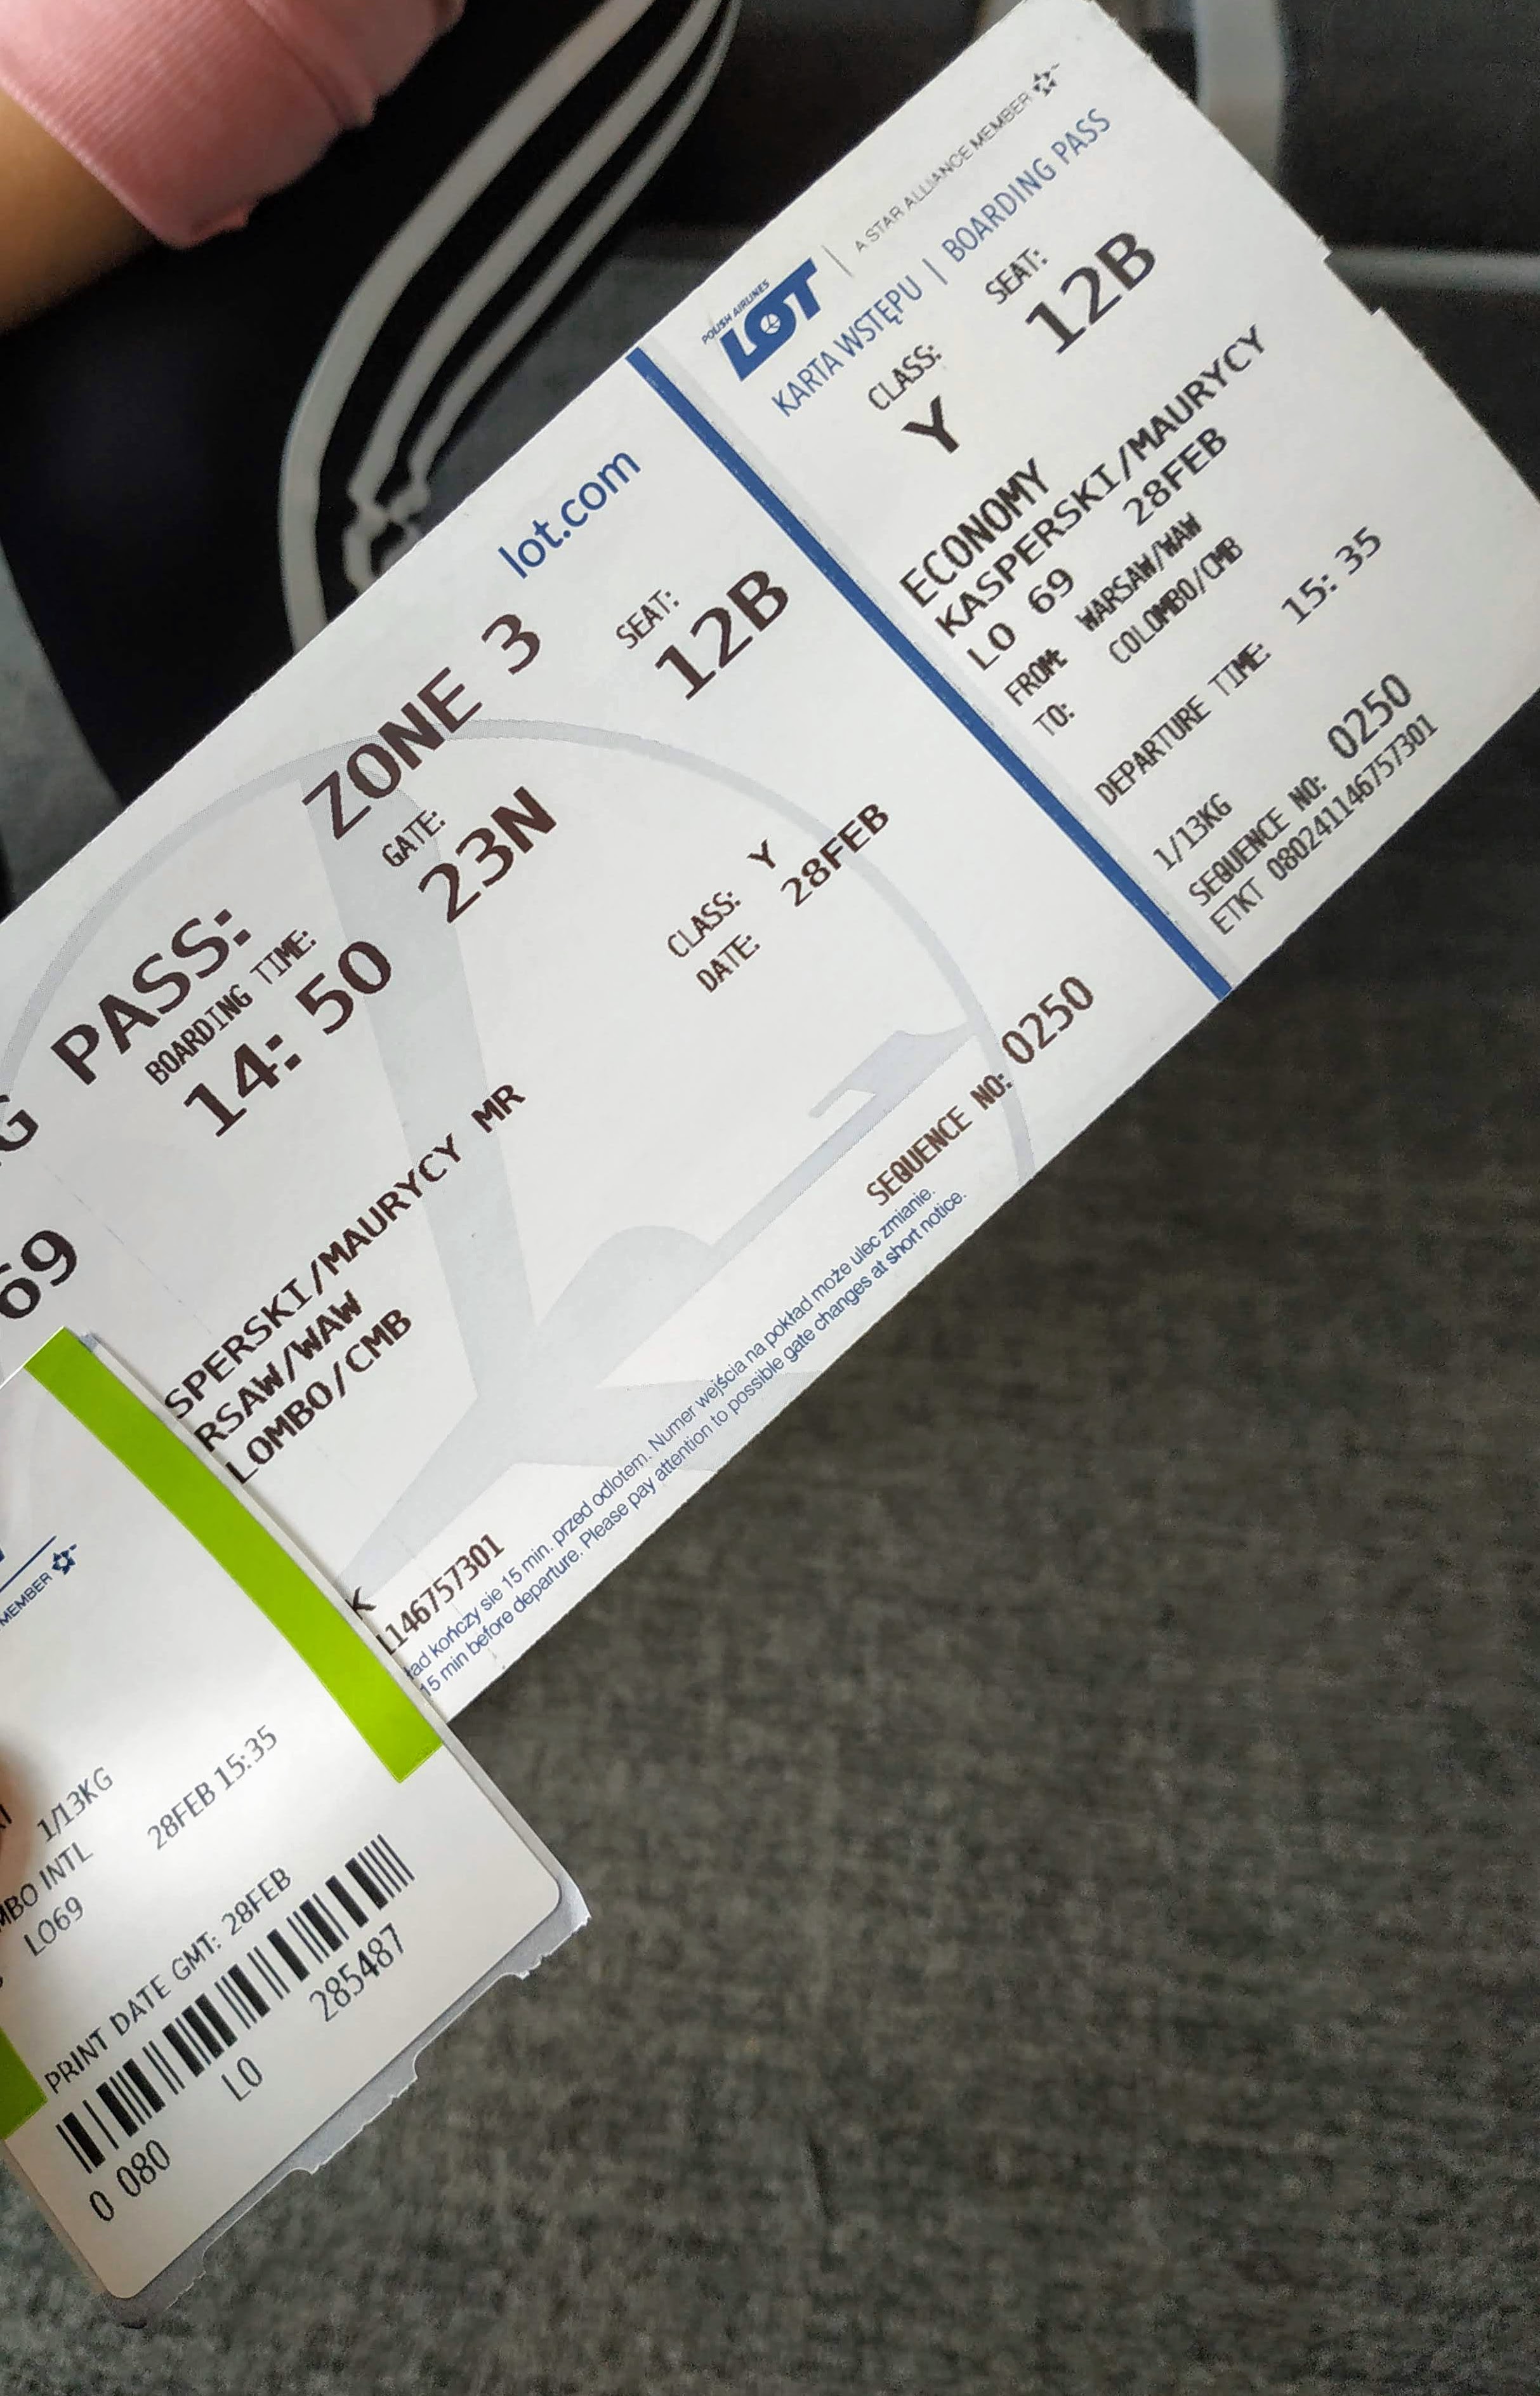 PASS:
ZONE 3
lot.com
BOARDING TIME:
GATE:
SEAT:
14:50
23N
12B
69
SPERSKI/MAURYCY MR
RSAW/WAW
LOMBO/CMB
CLASS: Y
DATE: 28FEB
K
1146757301
SEQUENCE NO: 0250
ad kończy sie 15 min. przed odlotem. Numer wejścia na pokład może ulec zmianie.
15 min before departure. Please pay attention to possible gate changes at short notice.
POLISH AIRLINES
LOT
A STAR ALLIANCE MEMBER
KARTA WSTĘPU | BOARDING PASS
CLASS:
SEAT:
Y
12B
ECONOMY
KASPERSKI/MAURYCY
LO 69 28FEB
FROM: WARSAW/WAW
TO: COLOMBO/CMB
DEPARTURE TIME: 15:35
1/13KG
SEQUENCE NO: 0250
ETKT 0802411146757301
MEMBER
1/13KG
MBO INTL
LO69
28FEB 15:35
PRINT DATE GMT: 28FEB
0 080 LO 285487